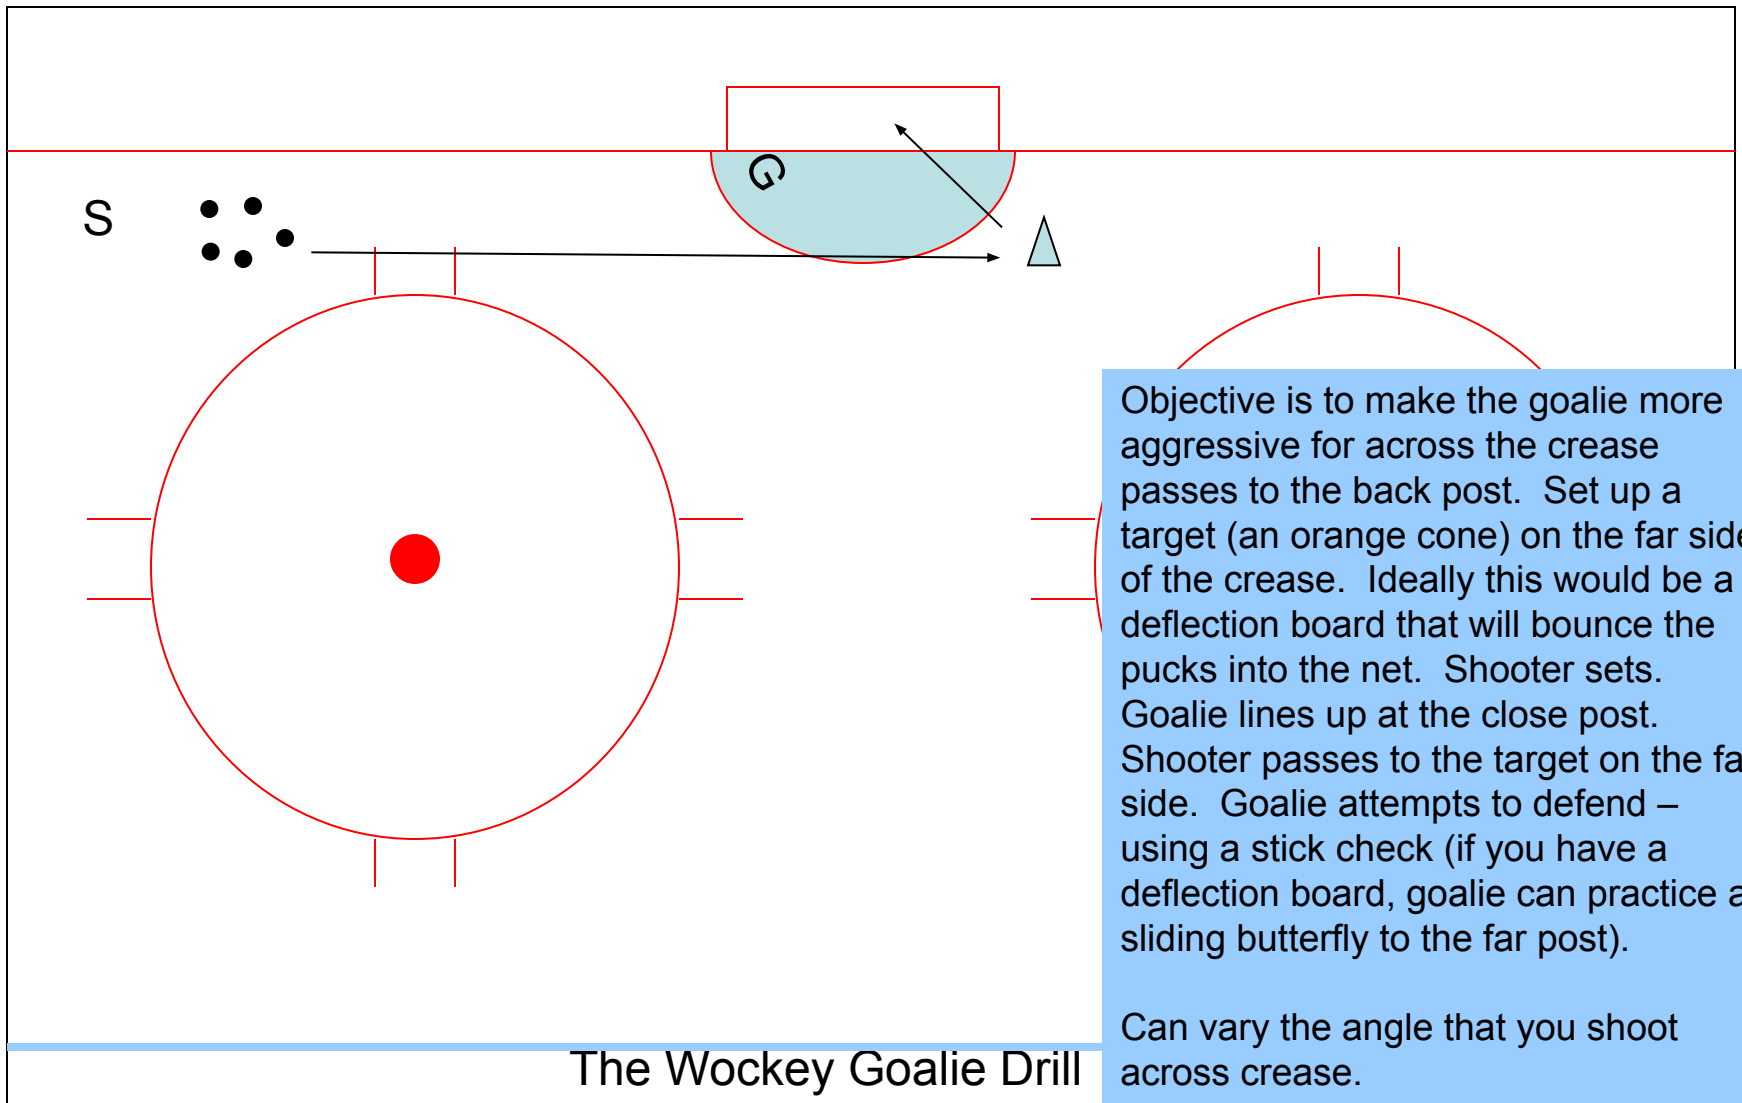 G
S
Objective is to make the goalie more
aggressive for across the crease
passes to the back post.  Set up a
target (an orange cone) on the far side
of the crease.  Ideally this would be a
deflection board that will bounce the
pucks into the net.  Shooter sets.
Goalie lines up at the close post.
Shooter passes to the target on the fa
side.  Goalie attempts to defend –
using a stick check (if you have a
deflection board, goalie can practice a
sliding butterfly to the far post).
Can vary the angle that you shoot
across crease.
The Wockey Goalie Drill